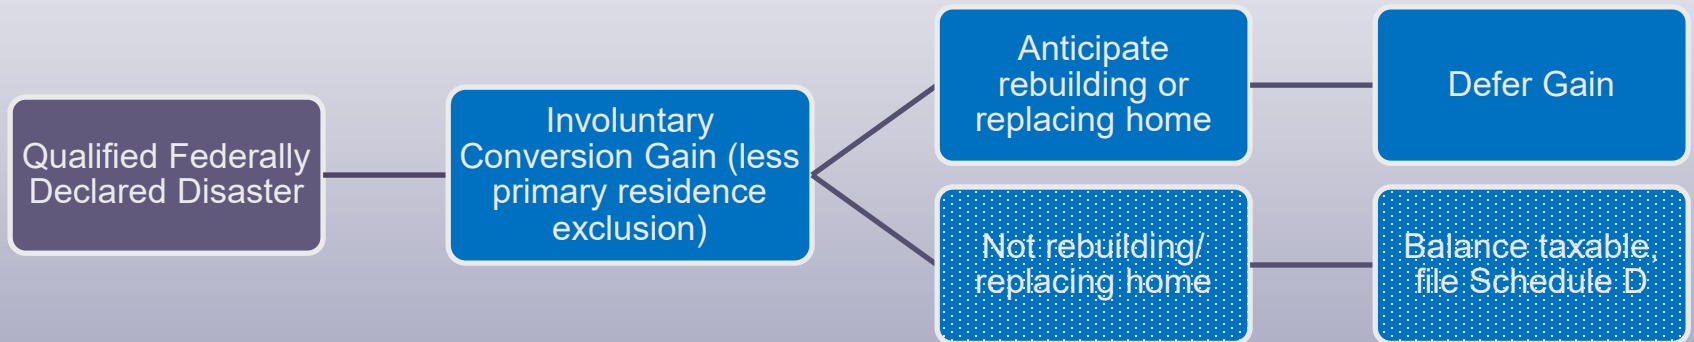 Qualified Federally
Declared Disaster
Involuntary
Conversion Gain (less
primary residence
exclusion)
Anticipate
rebuilding or
replacing home
Defer Gain
Not rebuilding/
replacing home
Balance taxable,
file Schedule D